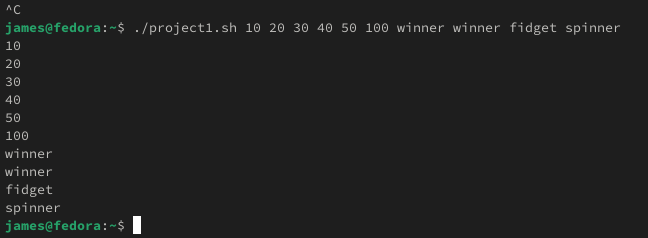 ^C
james@fedora:~$ ./project1.sh 10 20 30 40 50 100 winner winner fidget spinner
10
20
30
40
50
100
winner
winner
fidget
spinner
james@fedora:~$